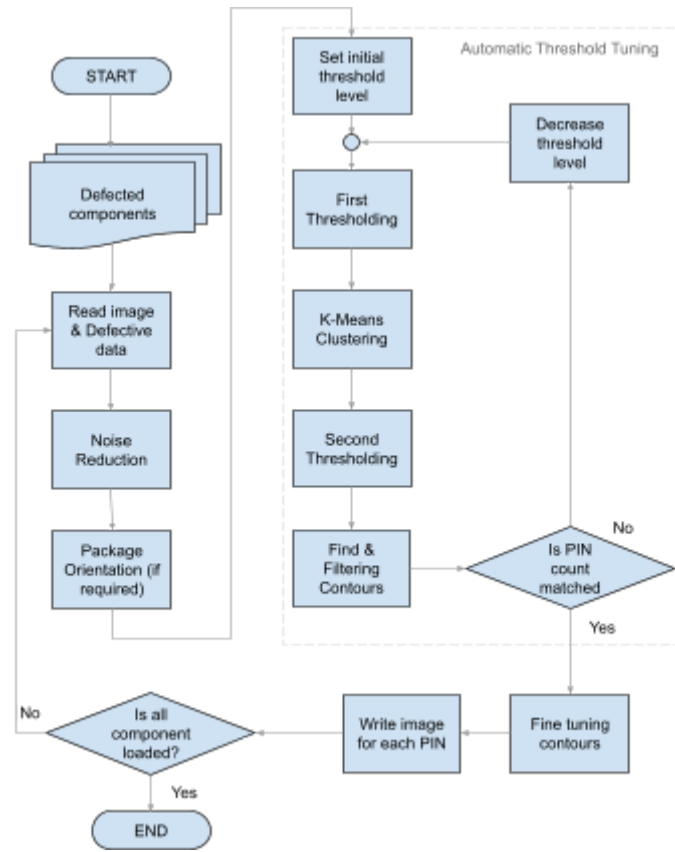 START
Defected
components
Read image
& Defective
data
Noise
Reduction
Package
Orientation (if
required)
Automatic Threshold Tuning
Set initial
threshold
level
Decrease
threshold
level
First
Thresholding
K-Means
Clustering
Second
Thresholding
Find &
Filtering
Contours
Is PIN
count
matched
No
Yes
Fine tuning
contours
Write image
for each PIN
Is all
component
loaded?
No
Yes
END